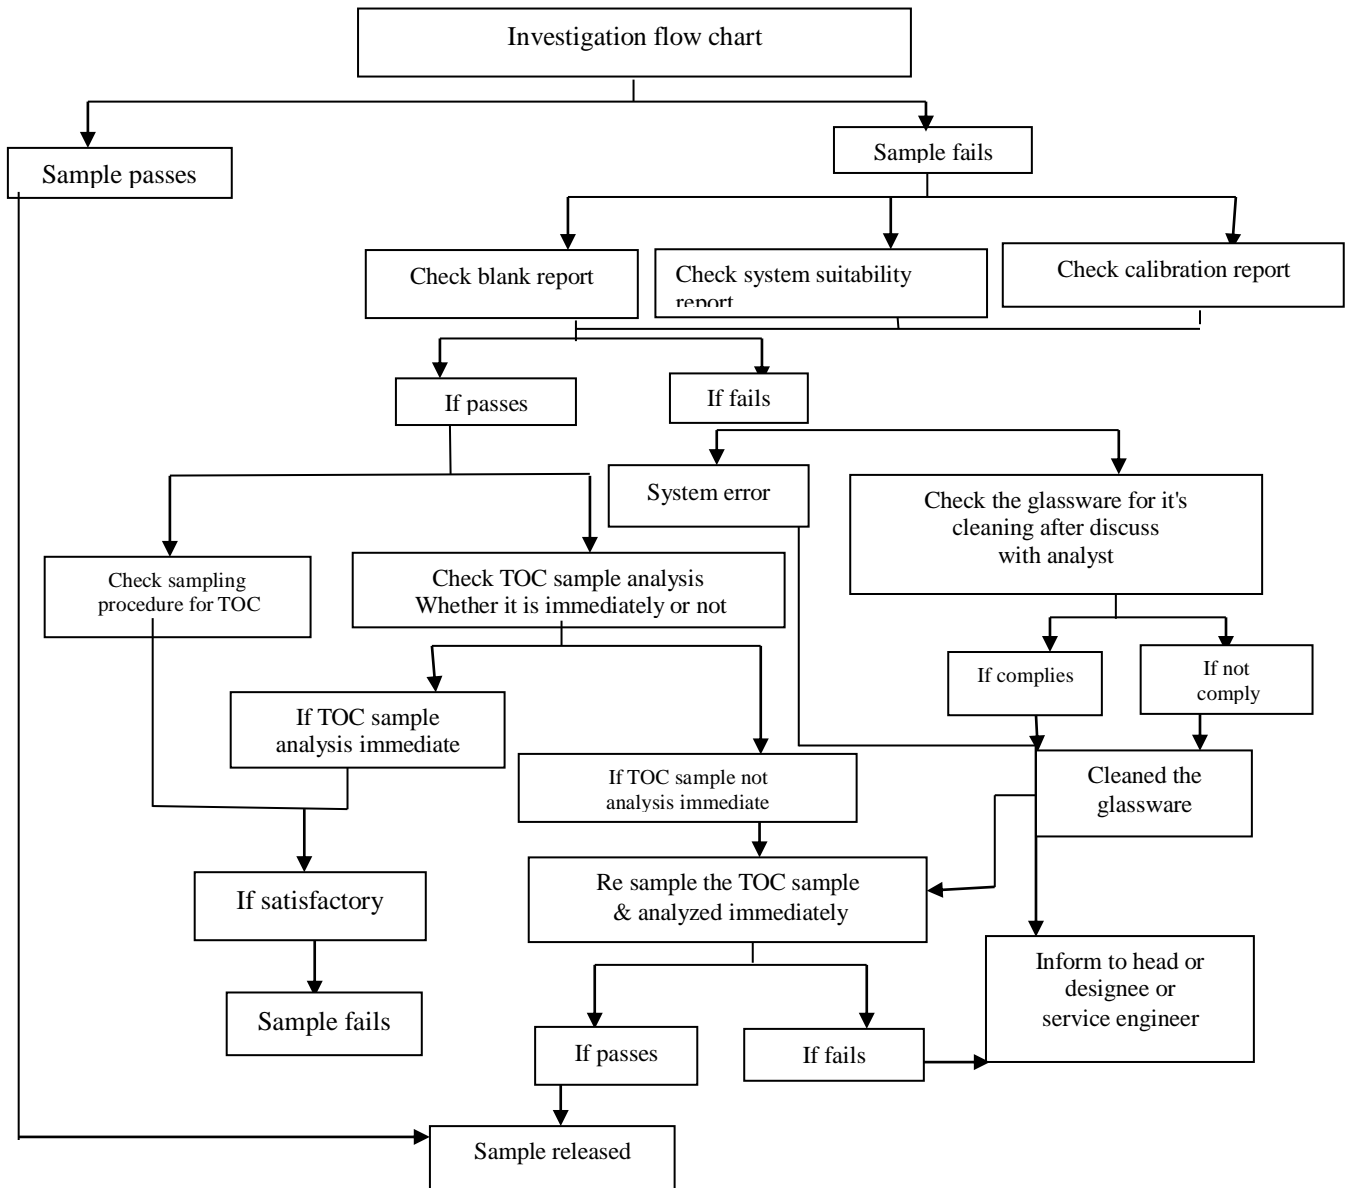 Investigation flow chart
Sample passes
Sample fails
Check blank report
Check system suitability
report
Check calibration report
If passes
If fails
System error
Check the glassware for it's
cleaning after discuss
with analyst
Check sampling
procedure for TOC
Check TOC sample analysis
Whether it is immediately or not
If complies
If not
comply
If TOC sample
analysis immediate
If TOC sample not
analysis immediate
Cleaned the
glassware
If satisfactory
Re sample the TOC sample
& analyzed immediately
Sample fails
Inform to head or
designee or
service engineer
If passes
If fails
Sample released